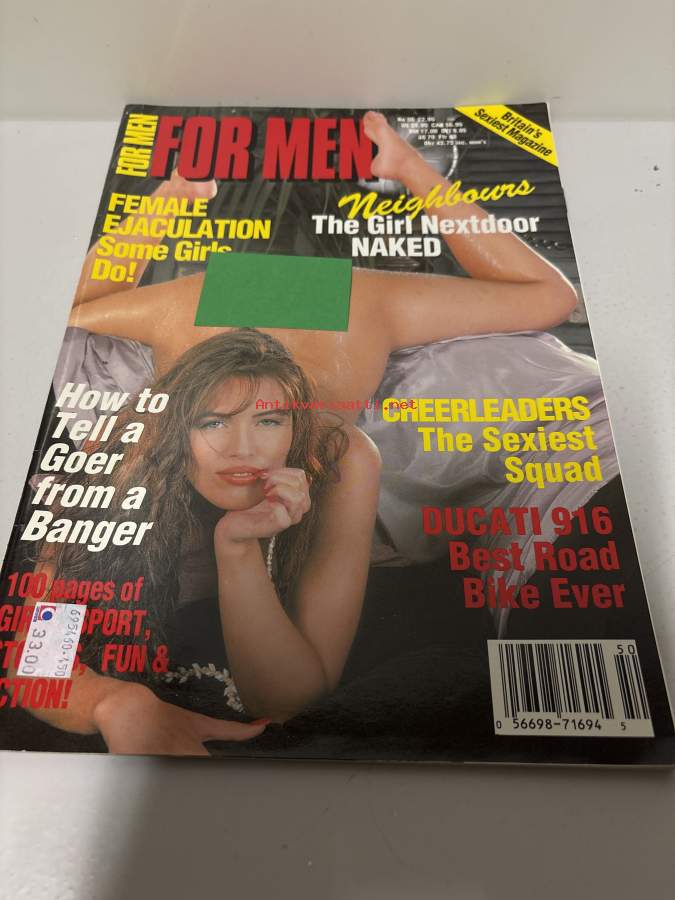 FOR MEN
FOR MEN
Britain's
Sexiest Magazine
FEMALE
EJACULATION
Some Girls
Do!
Neighbours
The Girl Nextdoor
NAKED
Antikvariaatti.net
How to
Tell a
Goer
from a
Banger
CHEERLEADERS
The Sexiest
Squad
DUCATI 916
Best Road
Bike Ever
100 pages of
SPORT,
FUN &
33.00
50
0 56698-71694 5